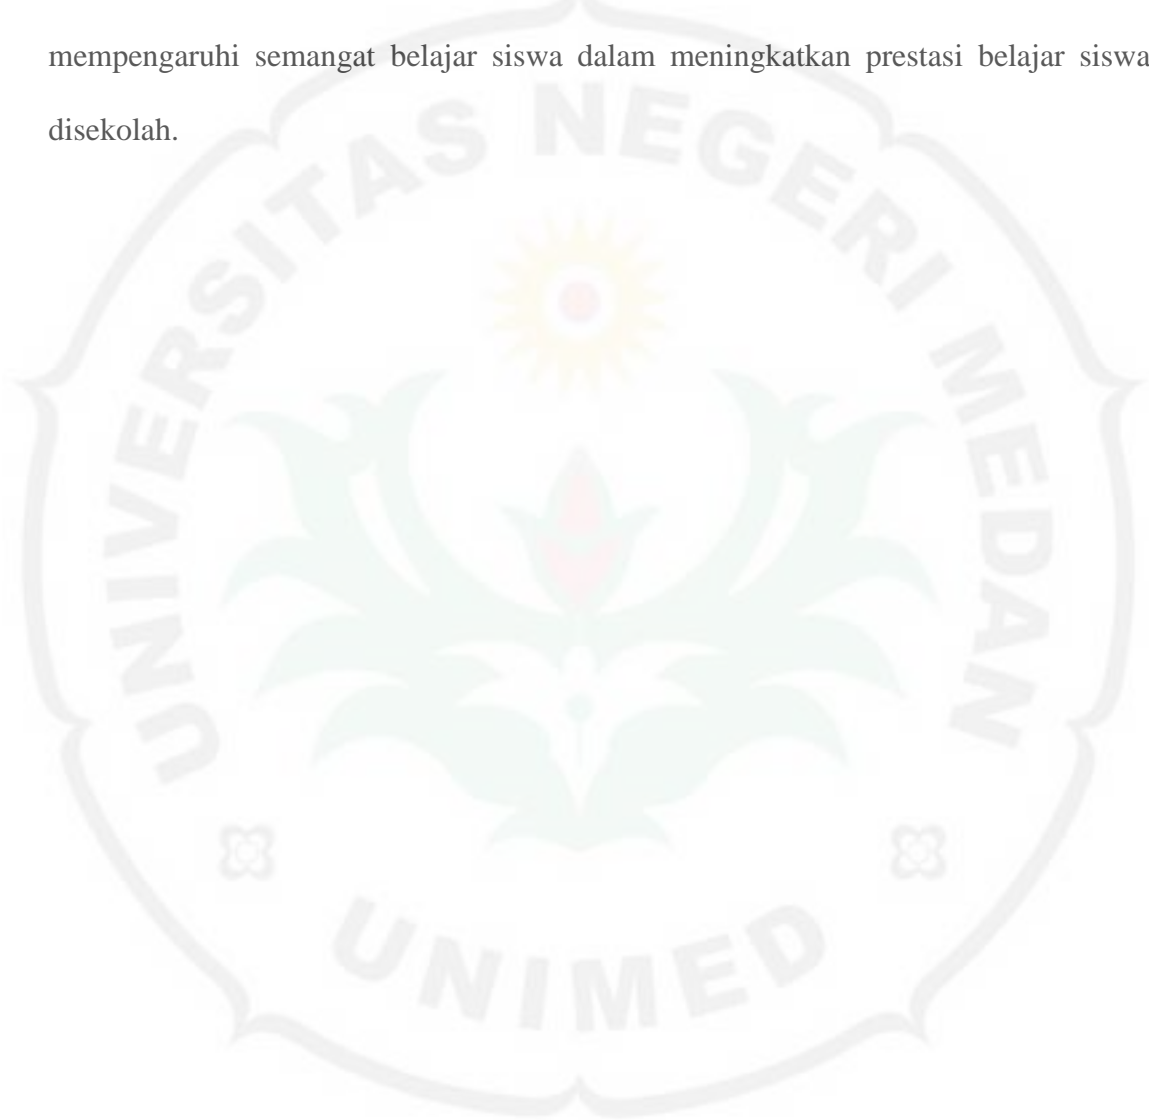 mempengaruhi semangat belajar siswa dalam meningkatkan prestasi belajar siswa
disekolah.
UNIVERSITAS NEGERI MEDAN
UNIMED